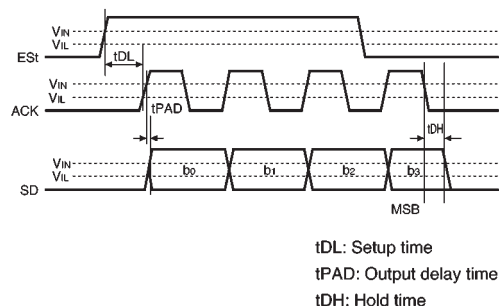 VIN
VIL
ESt
tDL
VIN
VIL
ACK
tPAD
tDH
VIN
VIL
SD
b0
b1
b2
b3
MSB
tDL: Setup time
tPAD: Output delay time
tDH: Hold time